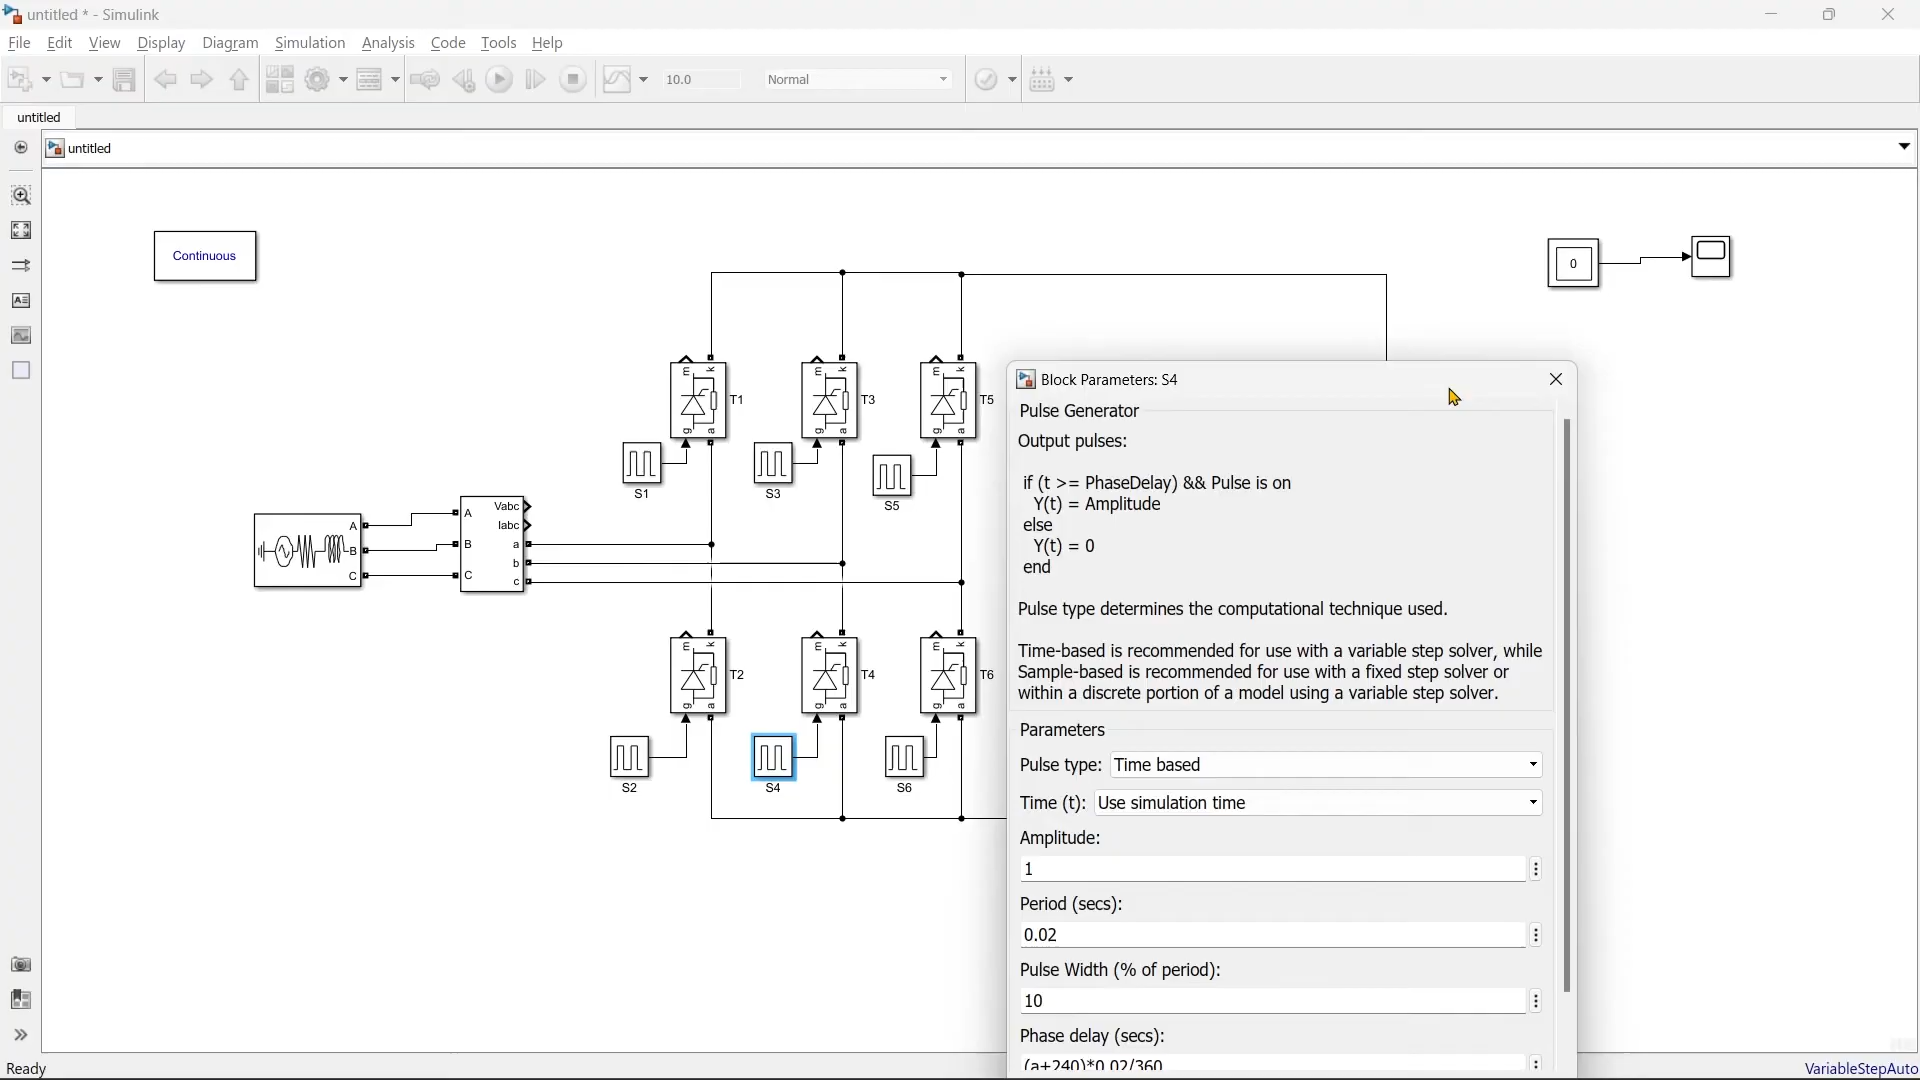 untitled * - Simulink
File Edit View Display Diagram Simulation Analysis Code Tools Help
10.0 Normal
untitled
untitled
Continuous
0
m k
T1
g a
m k
T3
g a
m k
T5
g a
S1
S3
S5
A
B
C
A
B
C
Vabc
Iabc
a
b
c
m k
T2
g a
m k
T4
g a
m k
T6
g a
S2
S4
S6
Block Parameters: S4
Pulse Generator
Output pulses:
if (t >= PhaseDelay) && Pulse is on
Y(t) = Amplitude
else
Y(t) = 0
end
Pulse type determines the computational technique used.
Time-based is recommended for use with a variable step solver, while
Sample-based is recommended for use with a fixed step solver or
within a discrete portion of a model using a variable step solver.
Parameters
Pulse type: Time based
Time (t): Use simulation time
Amplitude:
1
Period (secs):
0.02
Pulse Width (% of period):
10
Phase delay (secs):
(a+240)*0.02/360
Ready
VariableStepAuto